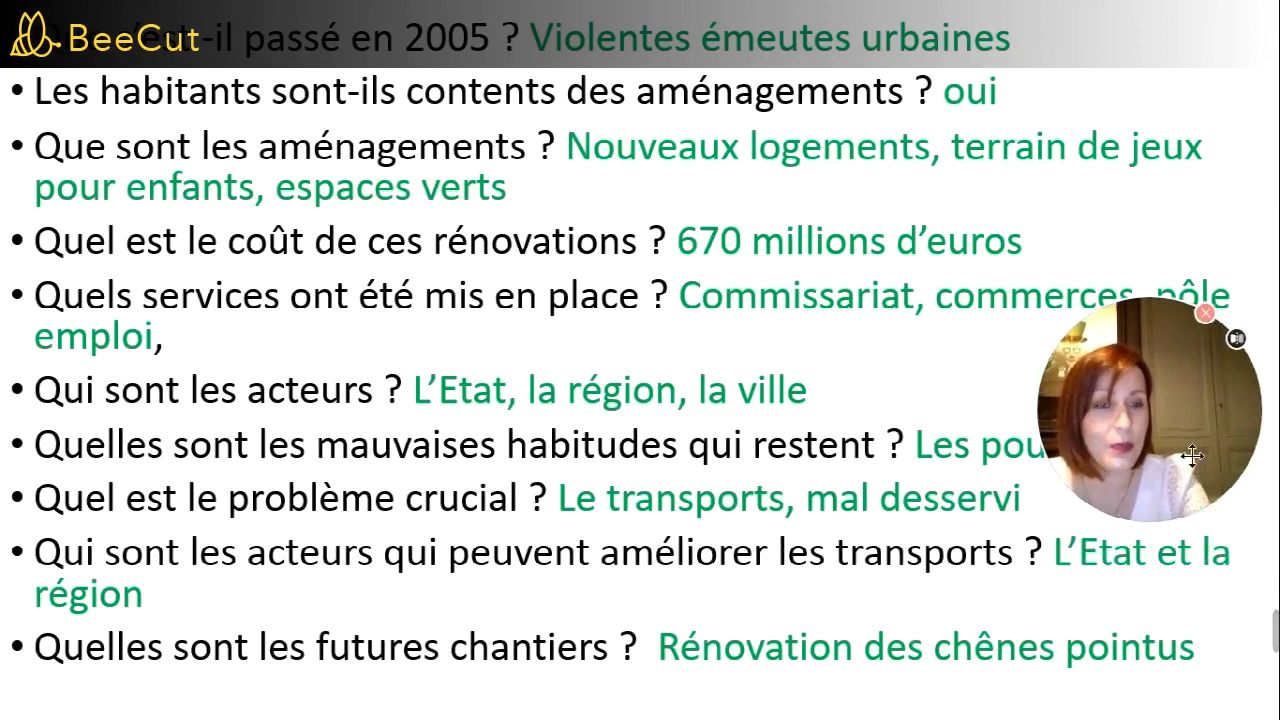 BeeCut
-il passé en 2005 ? Violentes émeutes urbaines
• Les habitants sont-ils contents des aménagements ? oui
• Que sont les aménagements ? Nouveaux logements, terrain de jeux
pour enfants, espaces verts
• Quel est le coût de ces rénovations ? 670 millions d’euros
• Quels services ont été mis en place ? Commissariat, commerces, pôle
emploi,
• Qui sont les acteurs ? L’Etat, la région, la ville
• Quelles sont les mauvaises habitudes qui restent ? Les
• Quel est le problème crucial ? Le transports, mal desservi
• Qui sont les acteurs qui peuvent améliorer les transports ? L’Etat et la
région
• Quelles sont les futures chantiers ? Rénovation des chênes pointus